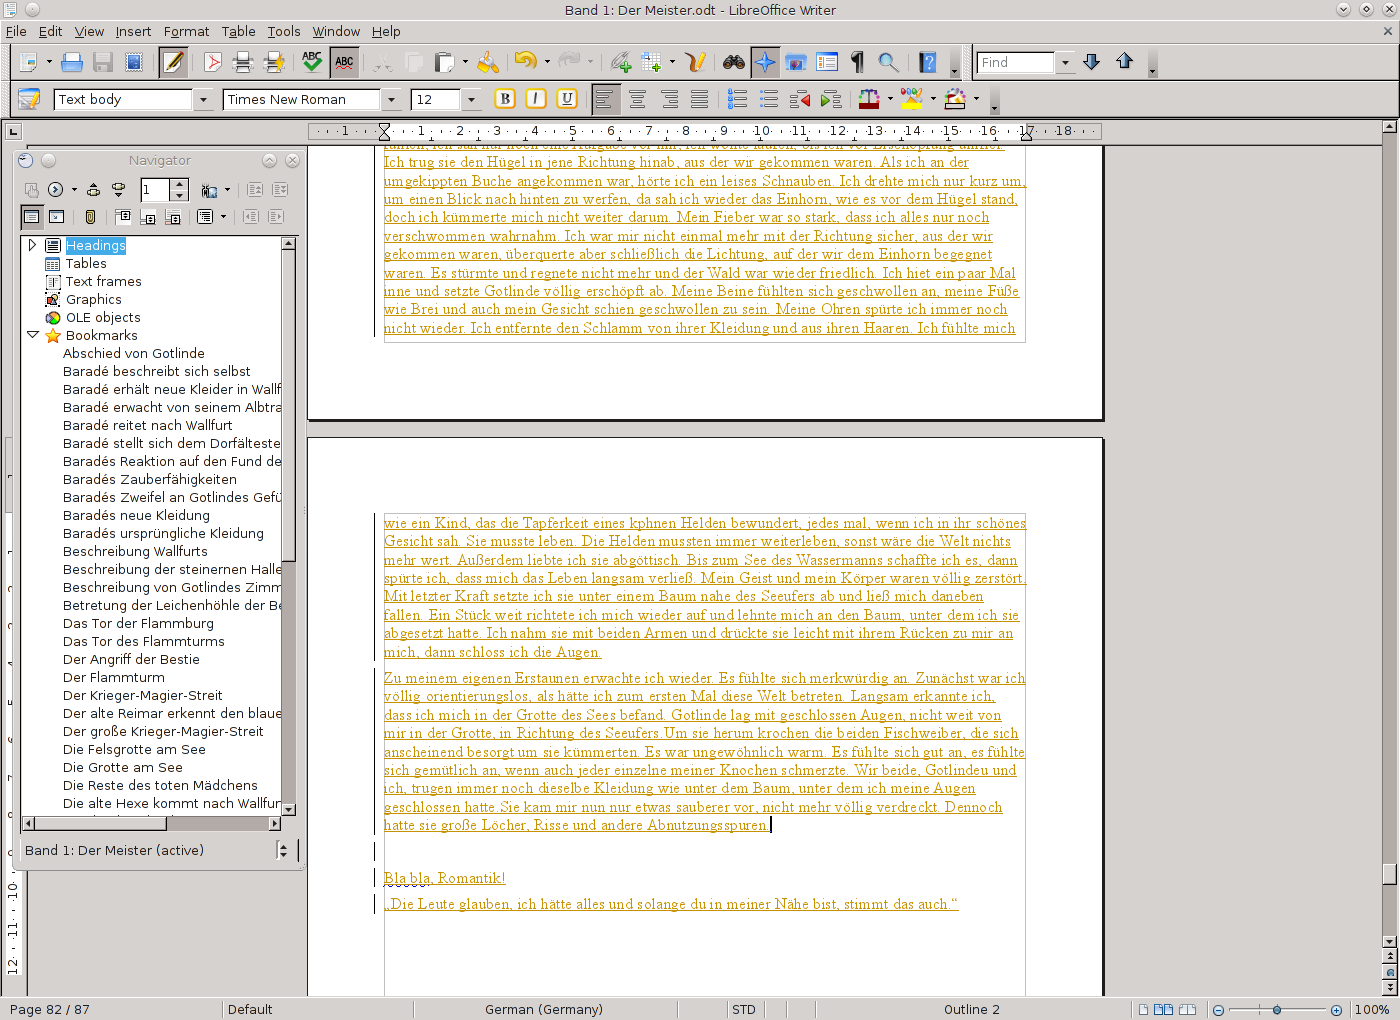 Band 1: Der Meister.odt - LibreOffice Writer
File Edit View Insert Format Table Tools Window Help
ABC ABC Find
Text body Times New Roman 12 B I U
1 1 2 3 4 5 6 7 8 9 10 11 12 13 14 15 16 17 18
Navigator
1
Headings
Tables
Text frames
Graphics
OLE objects
Bookmarks
Abschied von Gotlinde
Baradé beschreibt sich selbst
Baradé erhält neue Kleider in Wallf
Baradé erwacht von seinem Albtra
Baradé reitet nach Wallfurt
Baradé stellt sich dem Dorfälteste
Baradés Reaktion auf den Fund de
Baradés Zauberfähigkeiten
Baradés Zweifel an Gotlindes Gefü
Baradés neue Kleidung
Baradés ursprüngliche Kleidung
Beschreibung Wallfurts
Beschreibung der steinernen Halle
Beschreibung von Gotlindes Zimm
Betretung der Leichenhöhle der Be
Das Tor der Flammburg
Das Tor des Flammturms
Der Angriff der Bestie
Der Flammturm
Der Krieger-Magier-Streit
Der alte Reimar erkennt den blaue
Der große Krieger-Magier-Streit
Die Felsgrotte am See
Die Grotte am See
Die Reste des toten Mädchens
Die alte Hexe kommt nach Wallfur
Band 1: Der Meister (active)
Ich trug sie den Hügel in jene Richtung hinab, aus der wir gekommen waren. Als ich an der
umgekippten Buche angekommen war, hörte ich ein leises Schnauben. Ich drehte mich nur kurz um,
um einen Blick nach hinten zu werfen, da sah ich wieder das Einhorn, wie es vor dem Hügel stand,
doch ich kümmerte mich nicht weiter darum. Mein Fieber war so stark, dass ich alles nur noch
verschwommen wahrnahm. Ich war mir nicht einmal mehr mit der Richtung sicher, aus der wir
gekommen waren, überquerte aber schließlich die Lichtung, auf der wir dem Einhorn begegnet
waren. Es stürmte und regnete nicht mehr und der Wald war wieder friedlich. Ich hiet ein paar Mal
inne und setzte Gotlinde völlig erschöpft ab. Meine Beine fühlten sich geschwollen an, meine Füße
wie Brei und auch mein Gesicht schien geschwollen zu sein. Meine Ohren spürte ich immer noch
nicht wieder. Ich entfernte den Schlamm von ihrer Kleidung und aus ihren Haaren. Ich fühlte mich
wie ein Kind, das die Tapferkeit eines kphnen Helden bewundert, jedes mal, wenn ich in ihr schönes
Gesicht sah. Sie musste leben. Die Helden mussten immer weiterleben, sonst wäre die Welt nichts
mehr wert. Außerdem liebte ich sie abgöttisch. Bis zum See des Wassermanns schaffte ich es, dann
spürte ich, dass mich das Leben langsam verließ. Mein Geist und mein Körper waren völlig zerstört.
Mit letzter Kraft setzte ich sie unter einem Baum nahe des Seeufers ab und ließ mich daneben
fallen. Ein Stück weit richtete ich mich wieder auf und lehnte mich an den Baum, unter dem ich sie
abgesetzt hatte. Ich nahm sie mit beiden Armen und drückte sie leicht mit ihrem Rücken zu mir an
mich, dann schloss ich die Augen.
Zu meinem eigenen Erstaunen erwachte ich wieder. Es fühlte sich merkwürdig an. Zunächst war ich
völlig orientierungslos, als hätte ich zum ersten Mal diese Welt betreten. Langsam erkannte ich,
dass ich mich in der Grotte des Sees befand. Gotlinde lag mit geschlossen Augen, nicht weit von
mir in der Grotte, in Richtung des Seeufers.Um sie herum krochen die beiden Fischweiber, die sich
anscheinend besorgt um sie kümmerten. Es war ungewöhnlich warm. Es fühlte sich gut an, es fühlte
sich gemütlich an, wenn auch jeder einzelne meiner Knochen schmerzte. Wir beide, Gotlindeu und
ich, trugen immer noch dieselbe Kleidung wie unter dem Baum, unter dem ich meine Augen
geschlossen hatte.Sie kam mir nun nur etwas sauberer vor, nicht mehr völlig verdreckt. Dennoch
hatte sie große Löcher, Risse und andere Abnutzungsspuren.
Bla bla, Romantik!
„Die Leute glauben, ich hätte alles und solange du in meiner Nähe bist, stimmt das auch.“
Page 82 / 87 Default German (Germany) STD Outline 2 100%